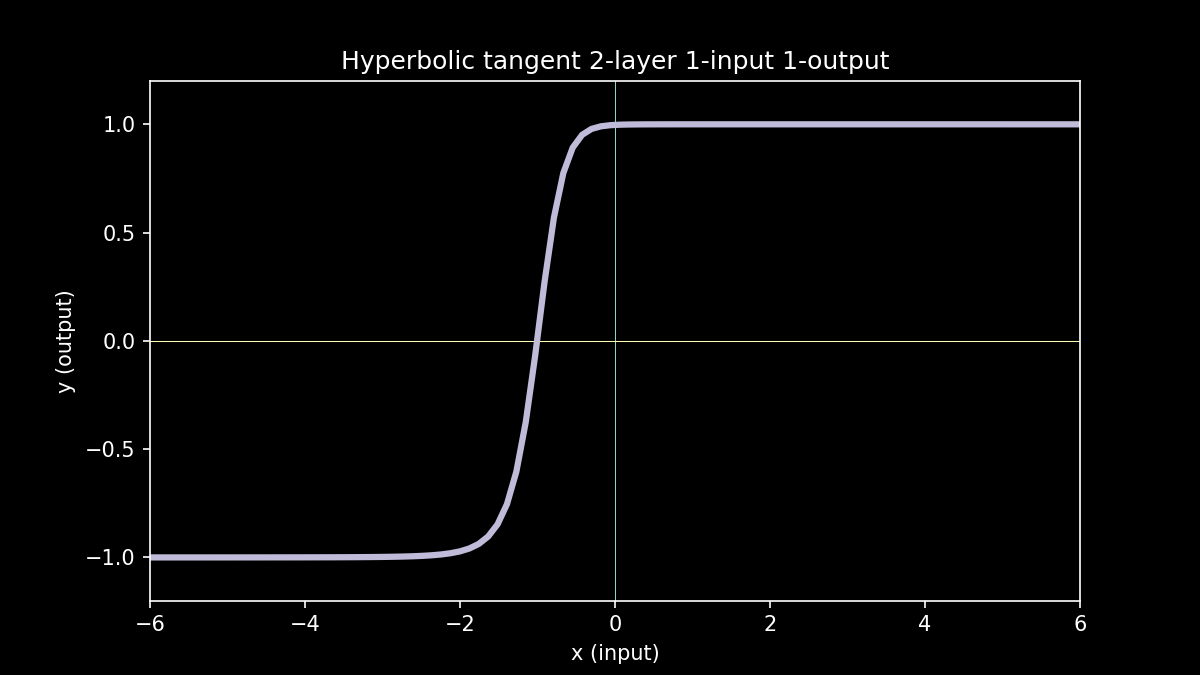 Hyperbolic tangent 2-layer 1-input 1-output
1.0
0.5
0.0
−0.5
−1.0
y (output)
−6 −4 −2 0 2 4 6
x (input)